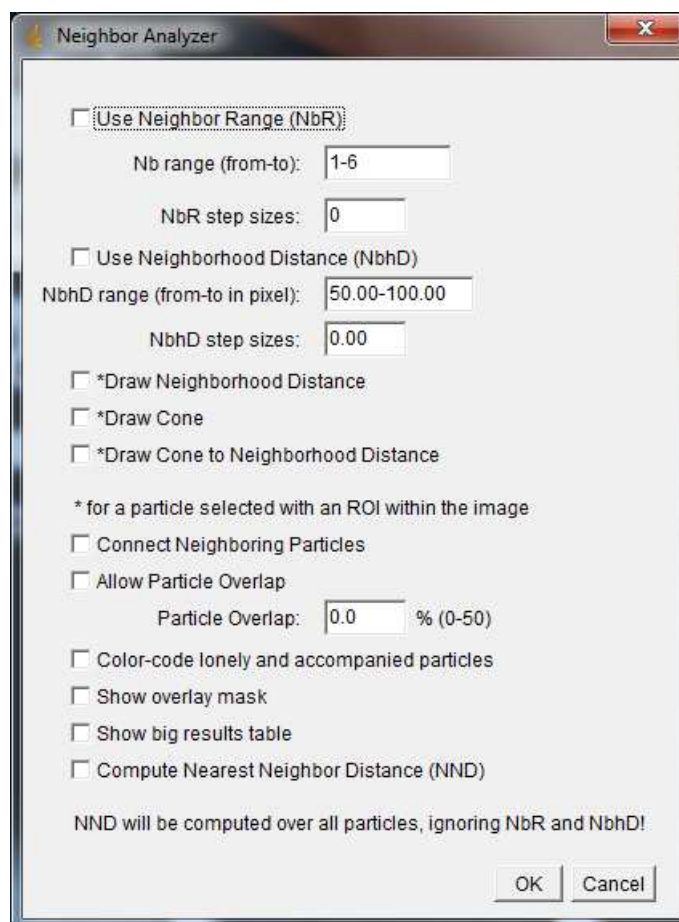 Neighbor Analyzer
Use Neighbor Range (NbR)
Nb range (from-to): 1-6
NbR step sizes: 0
Use Neighborhood Distance (NbhD)
NbhD range (from-to in pixel): 50.00-100.00
NbhD step sizes: 0.00
*Draw Neighborhood Distance
*Draw Cone
*Draw Cone to Neighborhood Distance
* for a particle selected with an ROI within the image
Connect Neighboring Particles
Allow Particle Overlap
Particle Overlap: 0.0 % (0-50)
Color-code lonely and accompanied particles
Show overlay mask
Show big results table
Compute Nearest Neighbor Distance (NND)
NND will be computed over all particles, ignoring NbR and NbhD!
OK Cancel